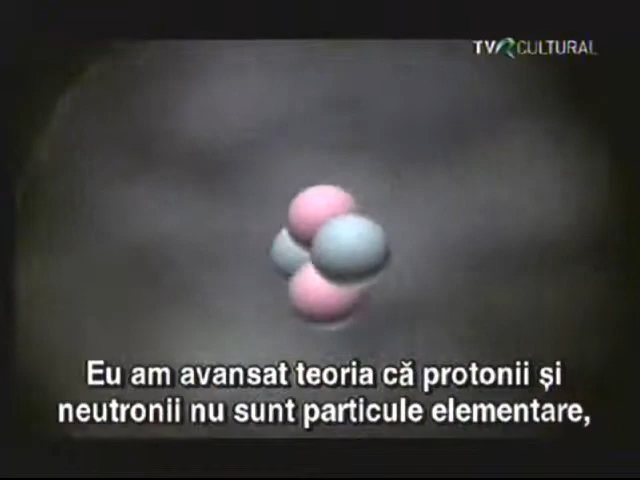 TVR CULTURAL
Eu am avansat teoria că protonii și
neutronii nu sunt particule elementare,